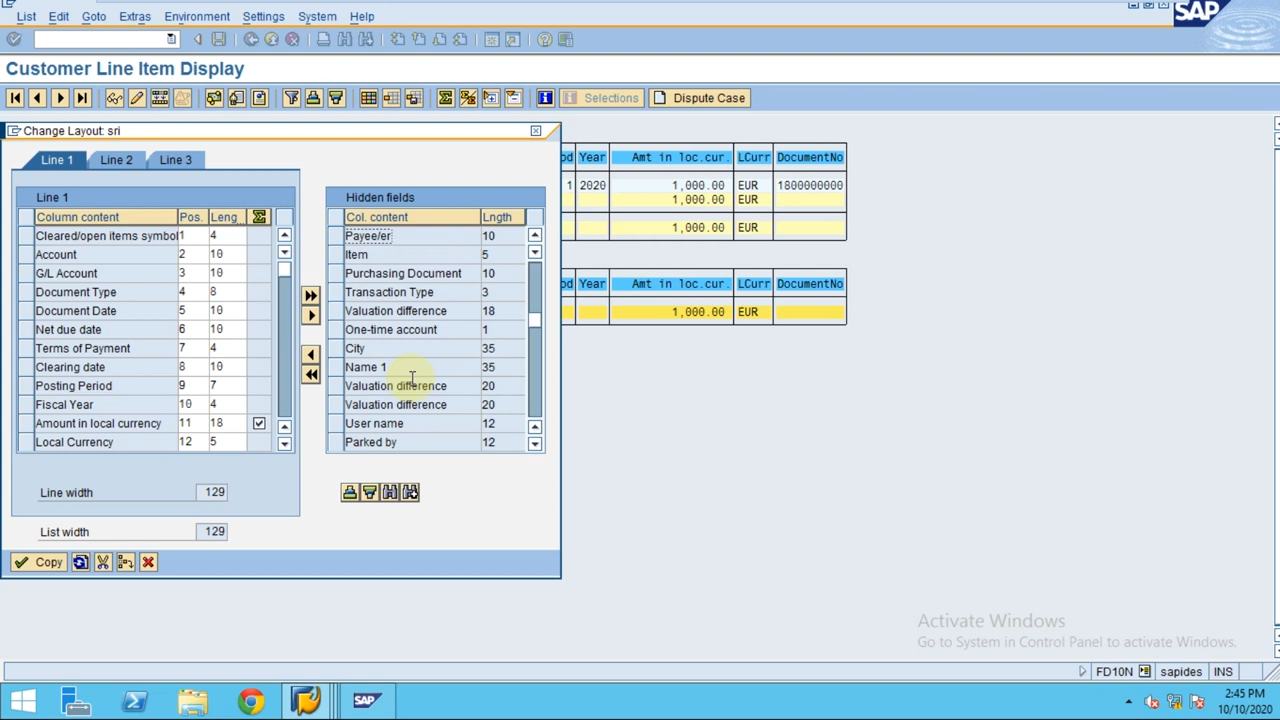 List Edit Goto Extras Environment Settings System Help
SAP
Customer Line Item Display
Selections Dispute Case
Change Layout: sri
Line 1 Line 2 Line 3
Line 1
Column content Pos. Leng..
Cleared/open items symbol 1 4
Account 2 10
G/L Account 3 10
Document Type 4 8
Document Date 5 10
Net due date 6 10
Terms of Payment 7 4
Clearing date 8 10
Posting Period 9 7
Fiscal Year 10 4
Amount in local currency 11 18
Local Currency 12 5
Line width 129
List width 129
Hidden fields
Col. content Lngth
Payee/er 10
Item 5
Purchasing Document 10
Transaction Type 3
Valuation difference 18
One-time account 1
City 35
Name 1 35
Valuation difference 20
Valuation difference 20
User name 12
Parked by 12
Copy
od Year Amt in loc.cur. LCurr DocumentNo
1 2020 1,000.00 EUR 1800000000
1,000.00 EUR
1,000.00 EUR
od Year Amt in loc.cur. LCurr DocumentNo
1,000.00 EUR
Activate Windows
Go to System in Control Panel to activate Windows.
FD10N sapides INS
SAP
2:45 PM
10/10/2020